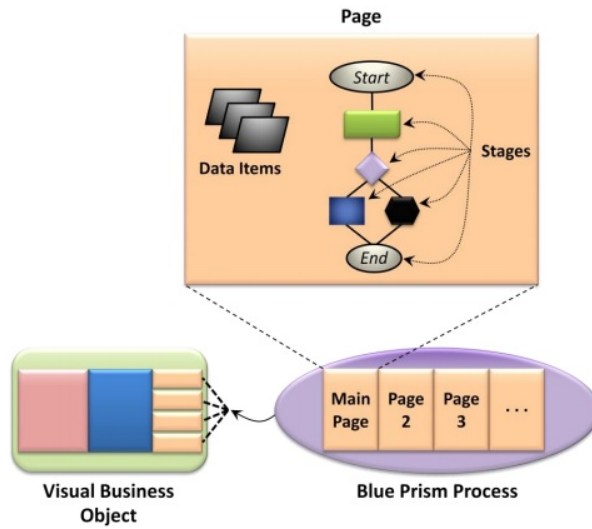 Page
Start
Data Items
Stages
End
Main
Page
Page
2
Page
3
...
Visual Business
Object
Blue Prism Process